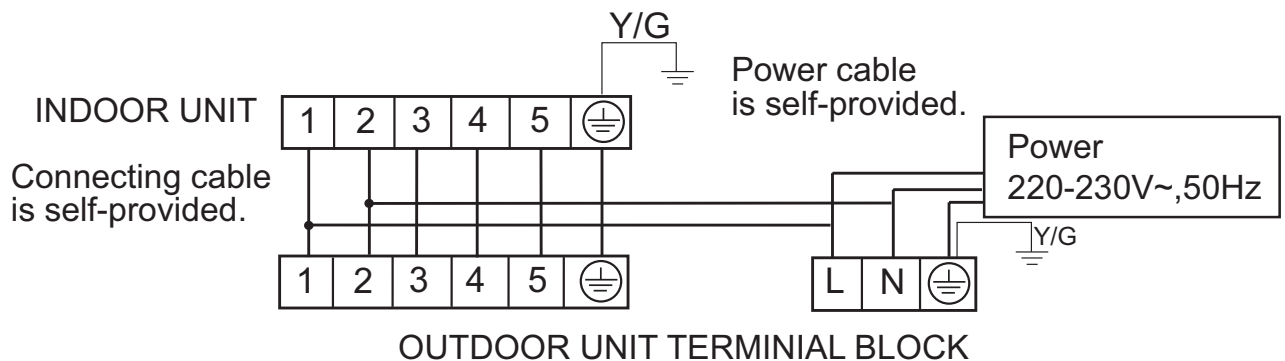 Y/G
Power cable
is self-provided.
INDOOR UNIT
1 2 3 4 5
Connecting cable
is self-provided.
Power
220-230V~,50Hz
Y/G
1 2 3 4 5
L N
OUTDOOR UNIT TERMINIAL BLOCK